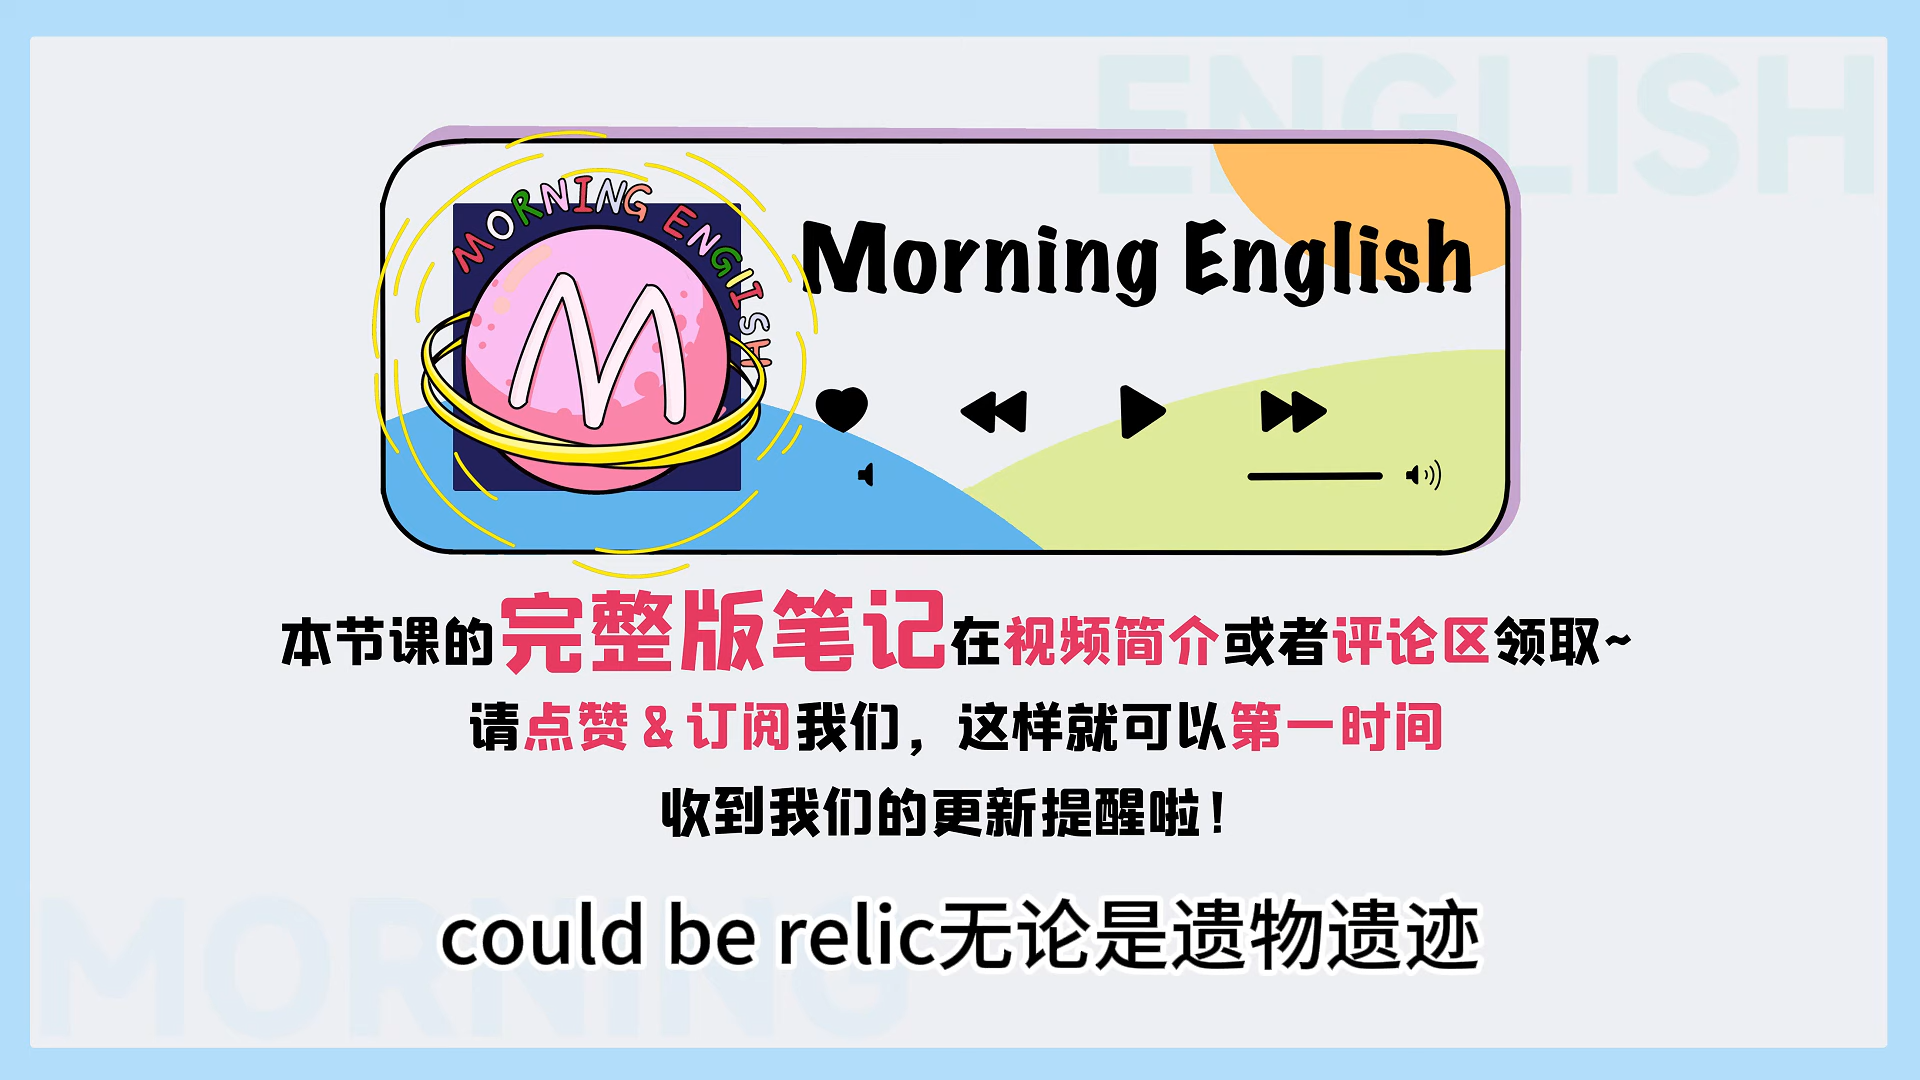 ENGLISH
MORNING ENGLISH
M
Morning English
本节课的完整版笔记在视频简介或者评论区领取~
请点赞&订阅我们，这样就可以第一时间
收到我们的更新提醒啦！
MORNING
could be relic无论是遗物遗迹